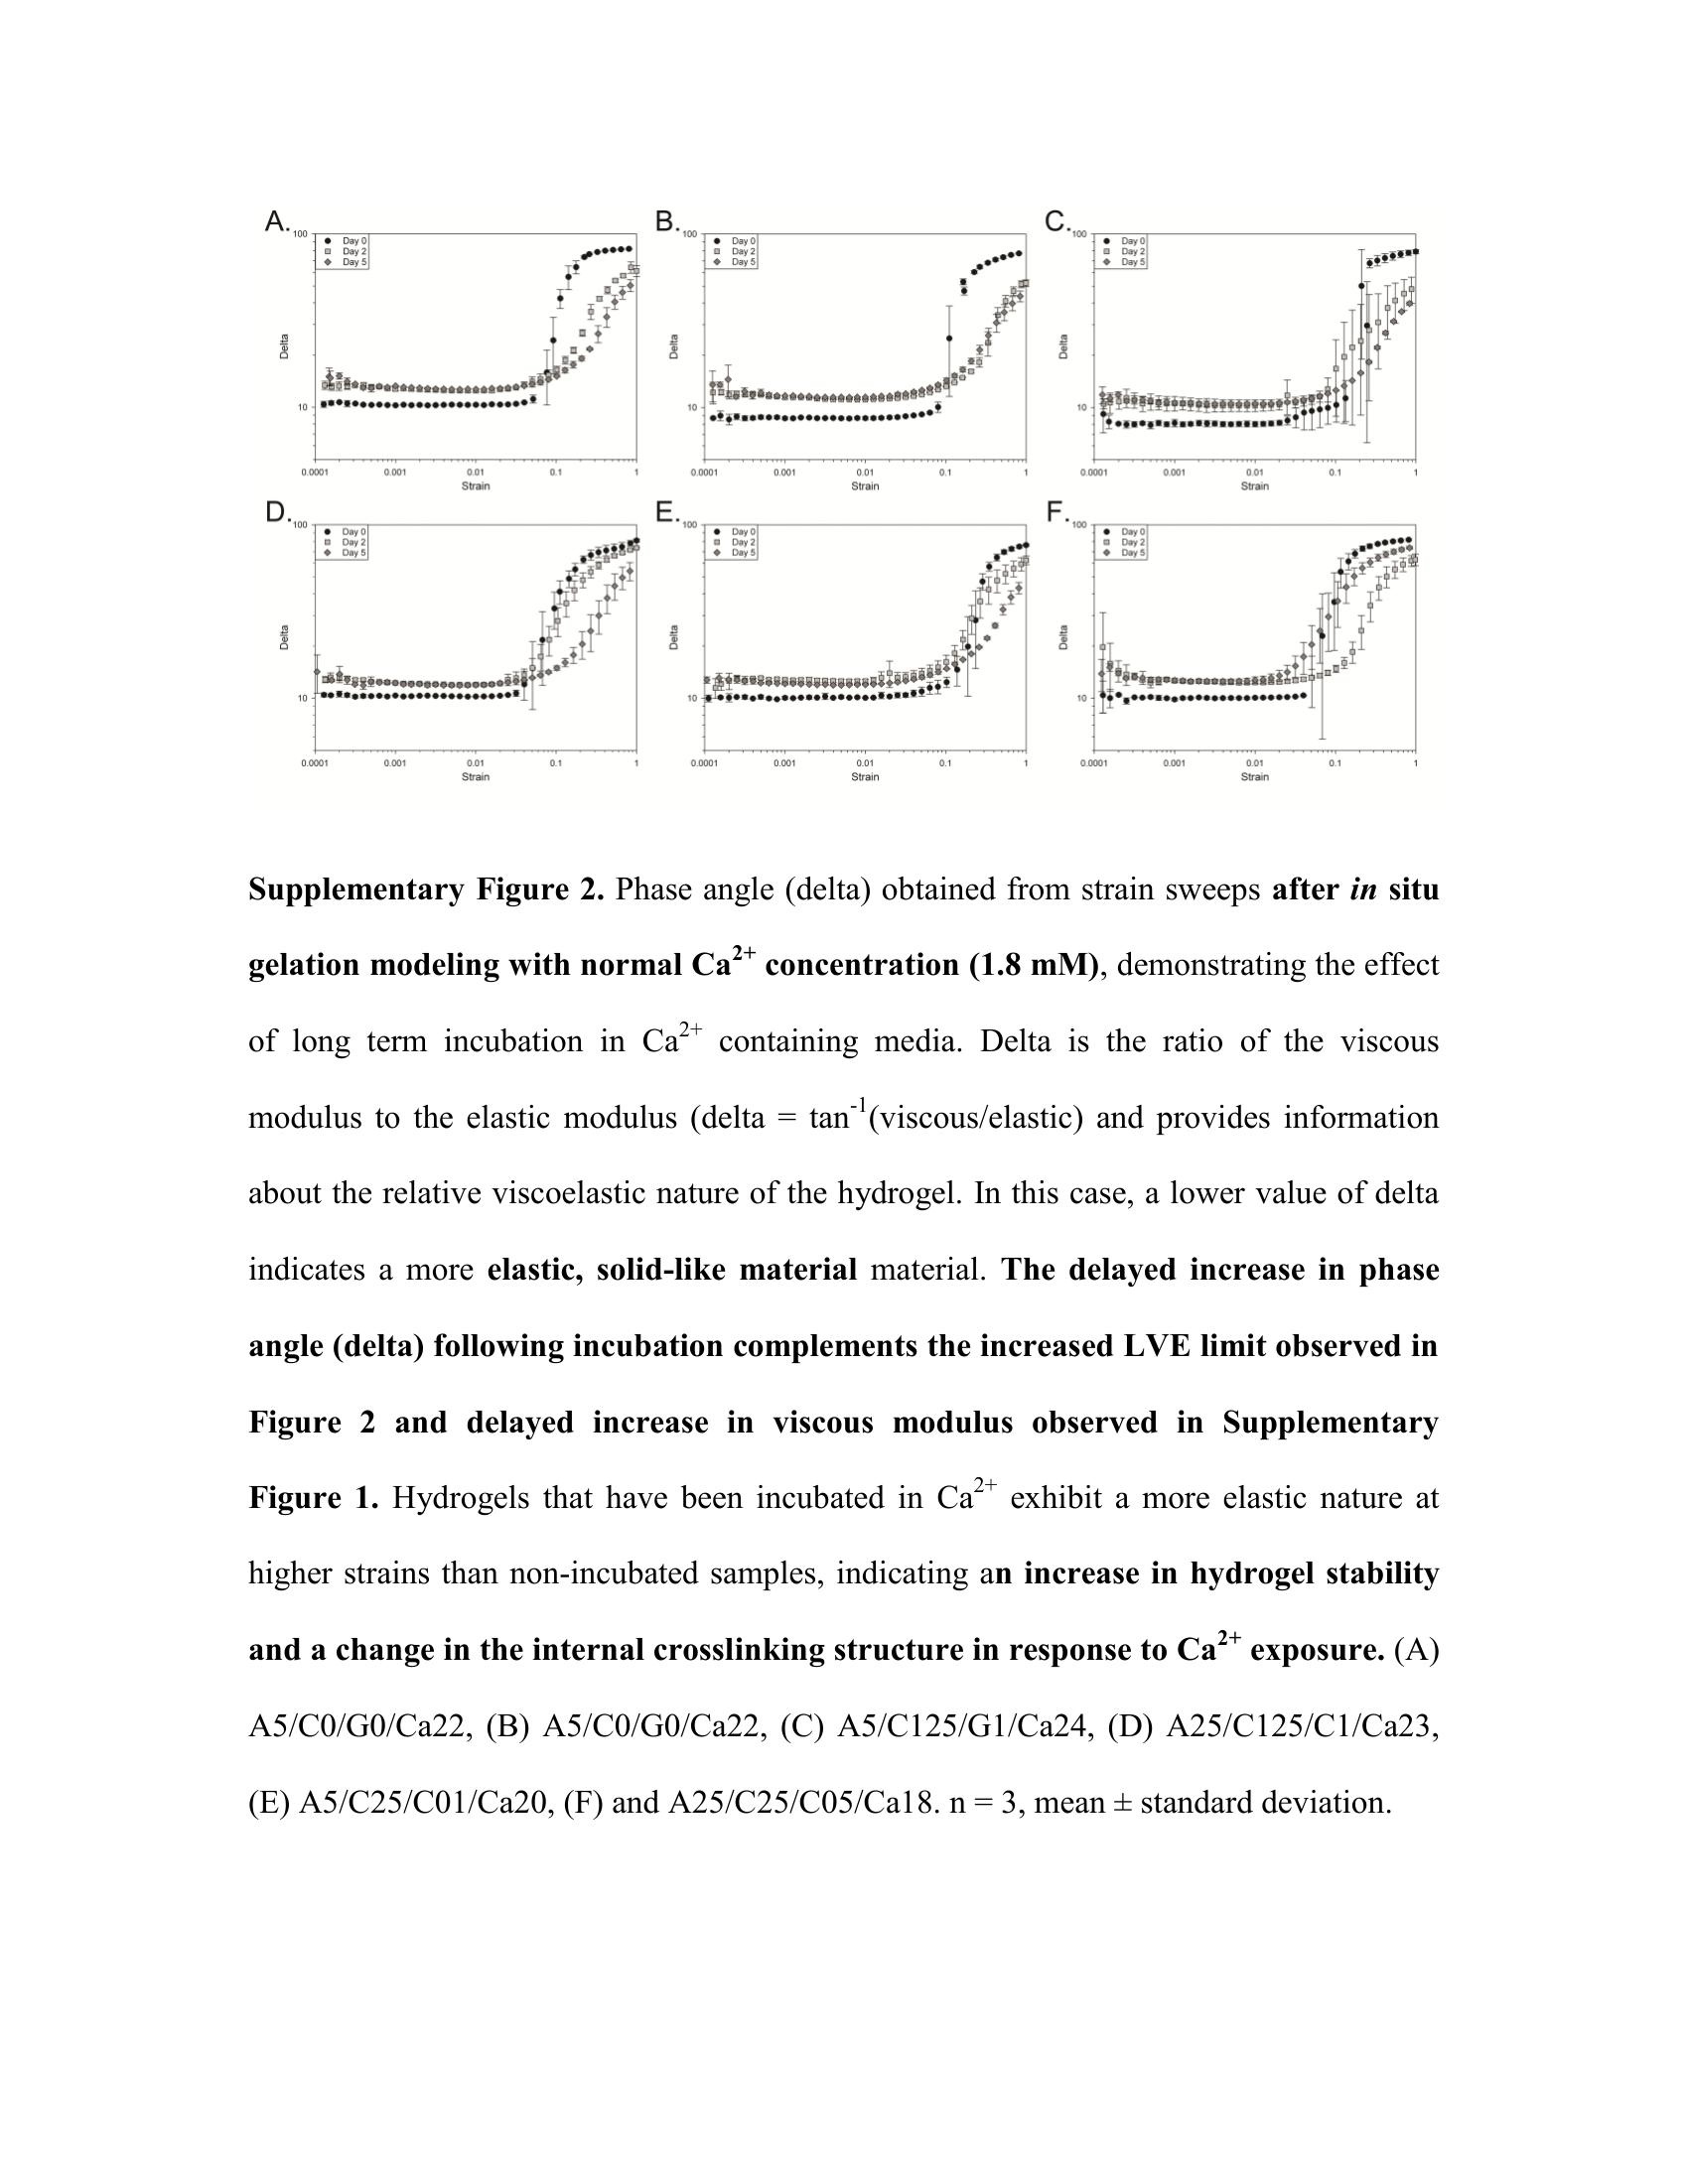 A.
100
10
Delta
Day 0
Day 2
Day 5
0.0001 0.001 0.01 0.1 1
Strain
B.
100
10
Delta
Day 0
Day 2
Day 5
0.0001 0.001 0.01 0.1 1
Strain
C.
100
10
Delta
Day 0
Day 2
Day 5
0.0001 0.001 0.01 0.1 1
Strain
D.
100
10
Delta
Day 0
Day 2
Day 5
0.0001 0.001 0.01 0.1 1
Strain
E.
100
10
Delta
Day 0
Day 2
Day 5
0.0001 0.001 0.01 0.1 1
Strain
F.
100
10
Delta
Day 0
Day 2
Day 5
0.0001 0.001 0.01 0.1 1
Strain
Supplementary Figure 2. Phase angle (delta) obtained from strain sweeps after in situ
gelation modeling with normal Ca²⁺ concentration (1.8 mM), demonstrating the effect
of long term incubation in Ca²⁺ containing media. Delta is the ratio of the viscous
modulus to the elastic modulus (delta = tan⁻¹(viscous/elastic) and provides information
about the relative viscoelastic nature of the hydrogel. In this case, a lower value of delta
indicates a more elastic, solid-like material material. The delayed increase in phase
angle (delta) following incubation complements the increased LVE limit observed in
Figure 2 and delayed increase in viscous modulus observed in Supplementary
Figure 1. Hydrogels that have been incubated in Ca²⁺ exhibit a more elastic nature at
higher strains than non-incubated samples, indicating an increase in hydrogel stability
and a change in the internal crosslinking structure in response to Ca²⁺ exposure. (A)
A5/C0/G0/Ca22, (B) A5/C0/G0/Ca22, (C) A5/C125/G1/Ca24, (D) A25/C125/C1/Ca23,
(E) A5/C25/C01/Ca20, (F) and A25/C25/C05/Ca18. n = 3, mean ± standard deviation.